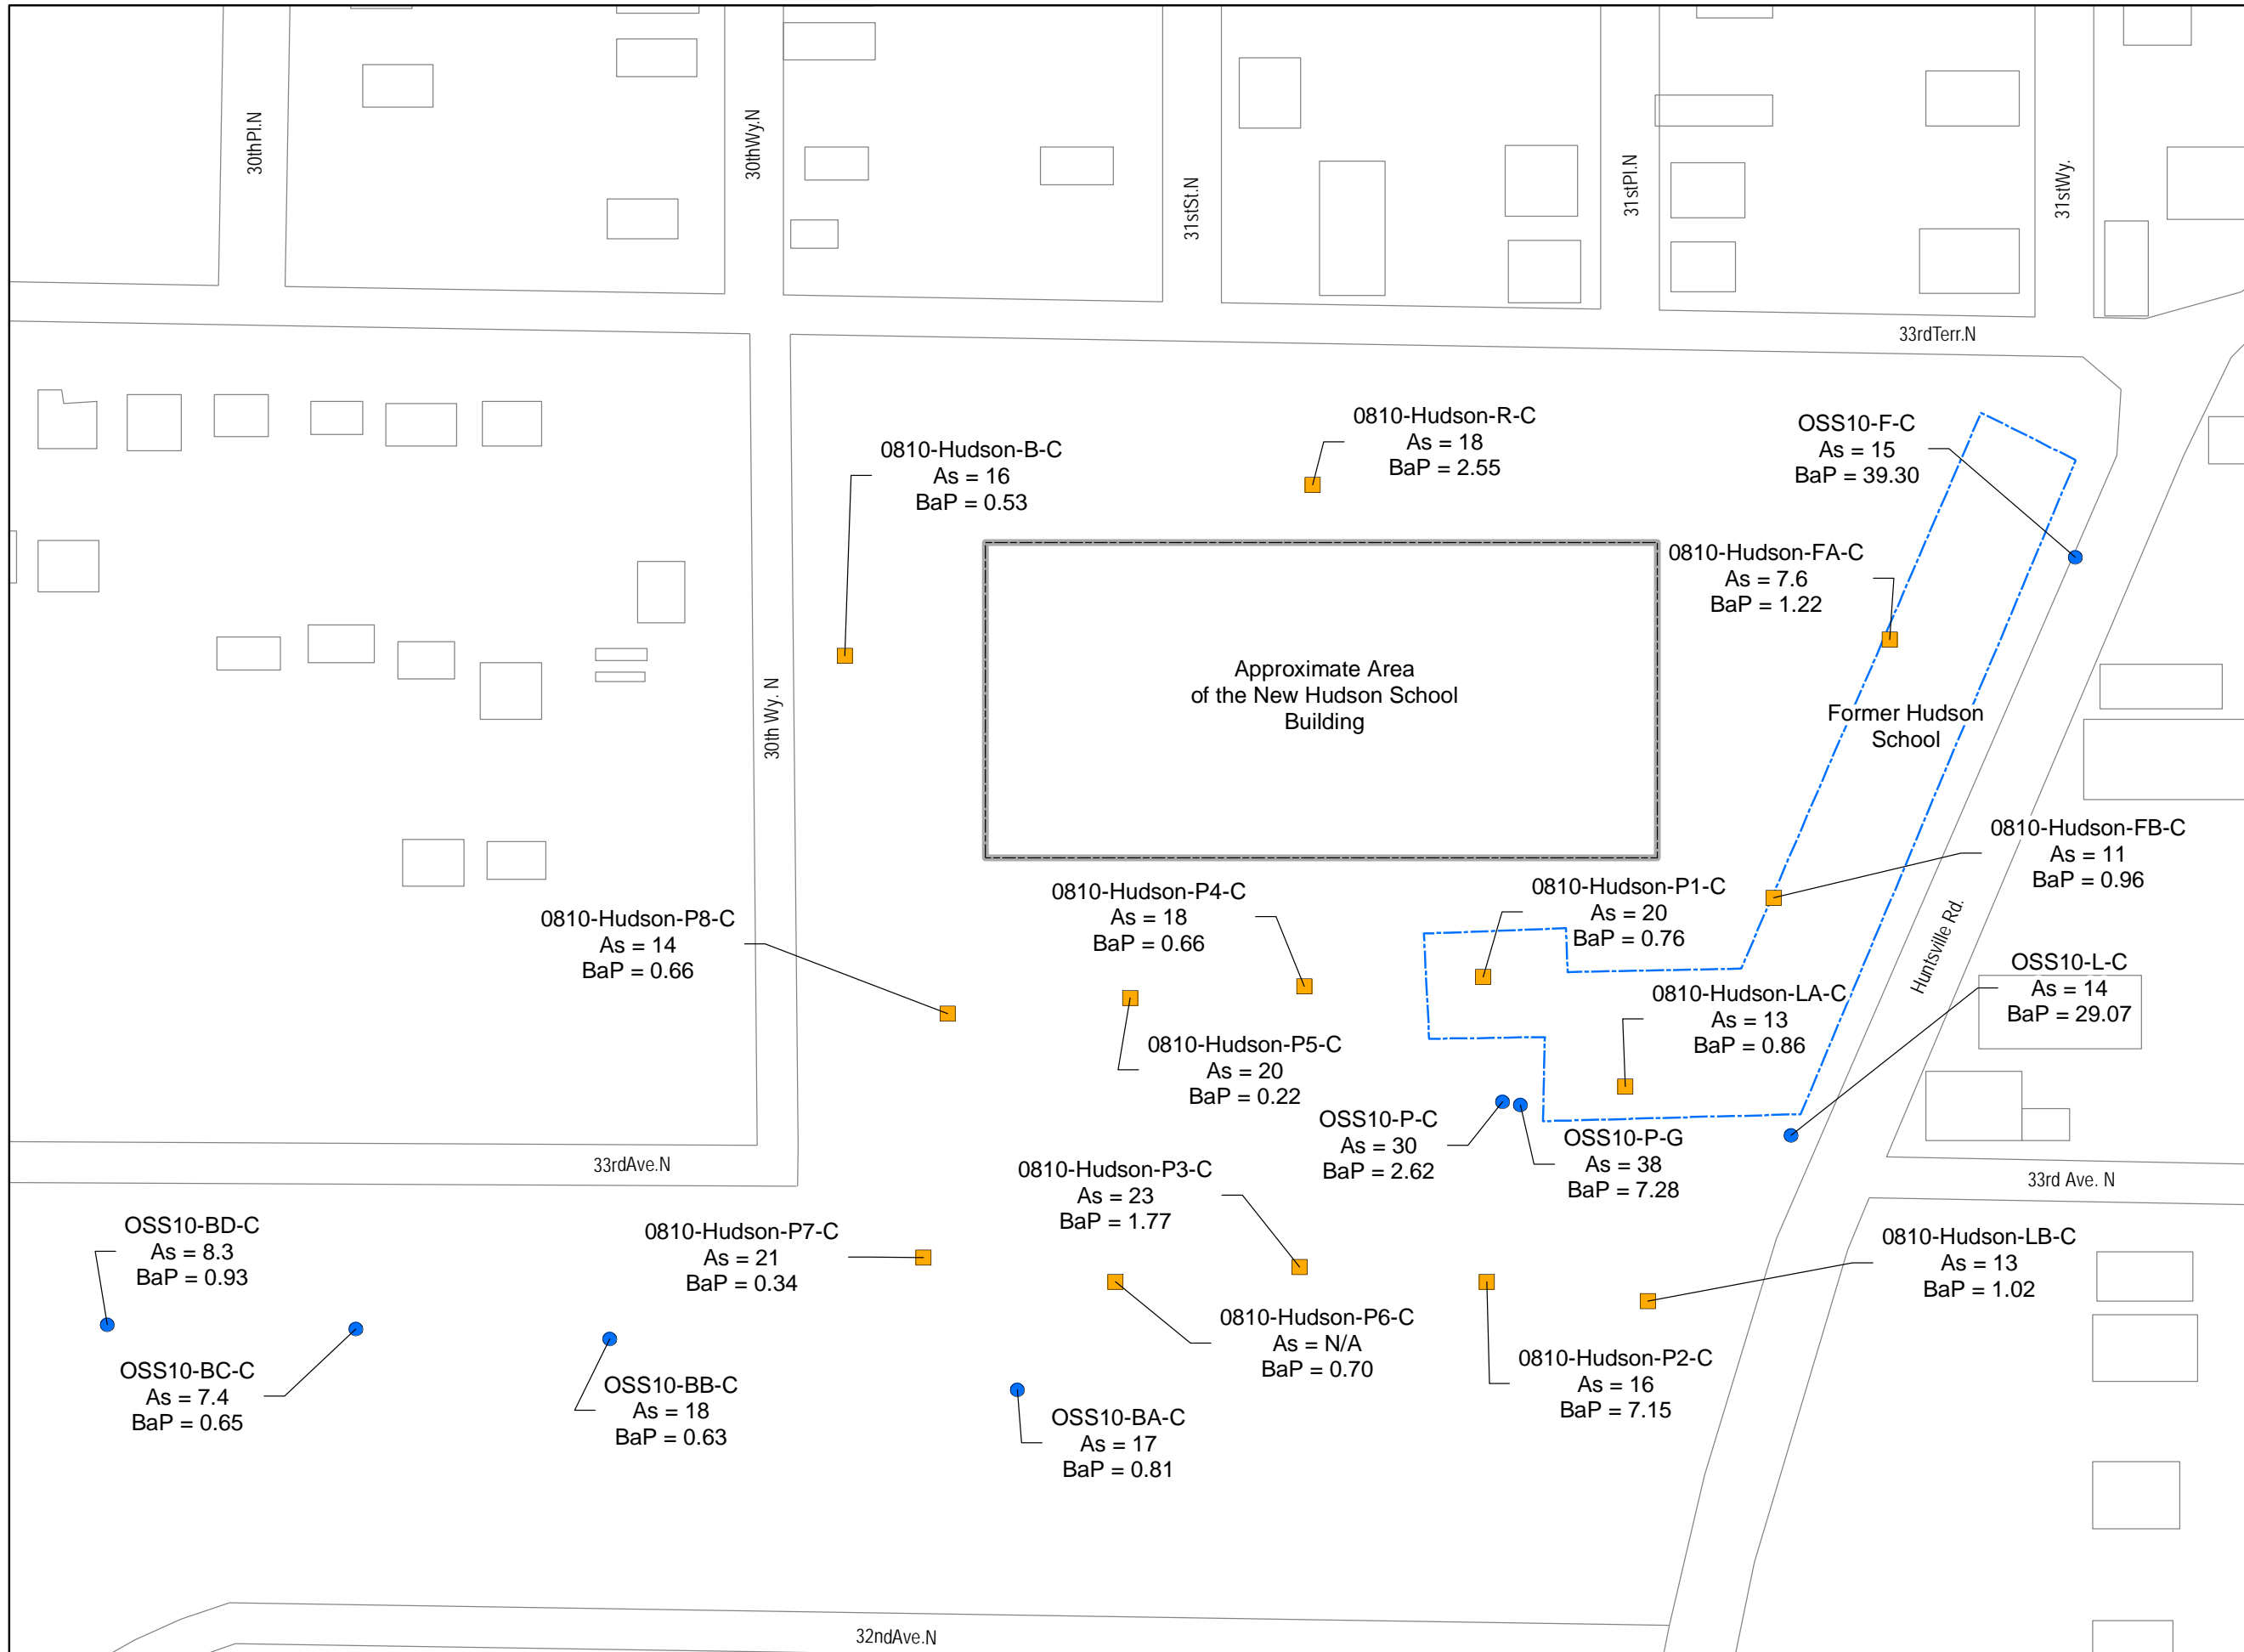 30thPl.N
30thWy.N
31stSt.N
31stPl.N
31stWy.
33rdTerr.N
0810-Hudson-B-C
As = 16
BaP = 0.53
0810-Hudson-R-C
As = 18
BaP = 2.55
OSS10-F-C
As = 15
BaP = 39.30
0810-Hudson-FA-C
As = 7.6
BaP = 1.22
Approximate Area
of the New Hudson School
Building
Former Hudson
School
30th Wy. N
0810-Hudson-FB-C
As = 11
BaP = 0.96
0810-Hudson-P8-C
As = 14
BaP = 0.66
0810-Hudson-P4-C
As = 18
BaP = 0.66
0810-Hudson-P1-C
As = 20
BaP = 0.76
Huntsville Rd.
OSS10-L-C
As = 14
BaP = 29.07
0810-Hudson-LA-C
As = 13
BaP = 0.86
0810-Hudson-P5-C
As = 20
BaP = 0.22
OSS10-P-C
As = 30
BaP = 2.62
OSS10-P-G
As = 38
BaP = 7.28
33rdAve.N
33rd Ave. N
0810-Hudson-P3-C
As = 23
BaP = 1.77
OSS10-BD-C
As = 8.3
BaP = 0.93
0810-Hudson-P7-C
As = 21
BaP = 0.34
0810-Hudson-LB-C
As = 13
BaP = 1.02
0810-Hudson-P6-C
As = N/A
BaP = 0.70
0810-Hudson-P2-C
As = 16
BaP = 7.15
OSS10-BC-C
As = 7.4
BaP = 0.65
OSS10-BB-C
As = 18
BaP = 0.63
OSS10-BA-C
As = 17
BaP = 0.81
32ndAve.N